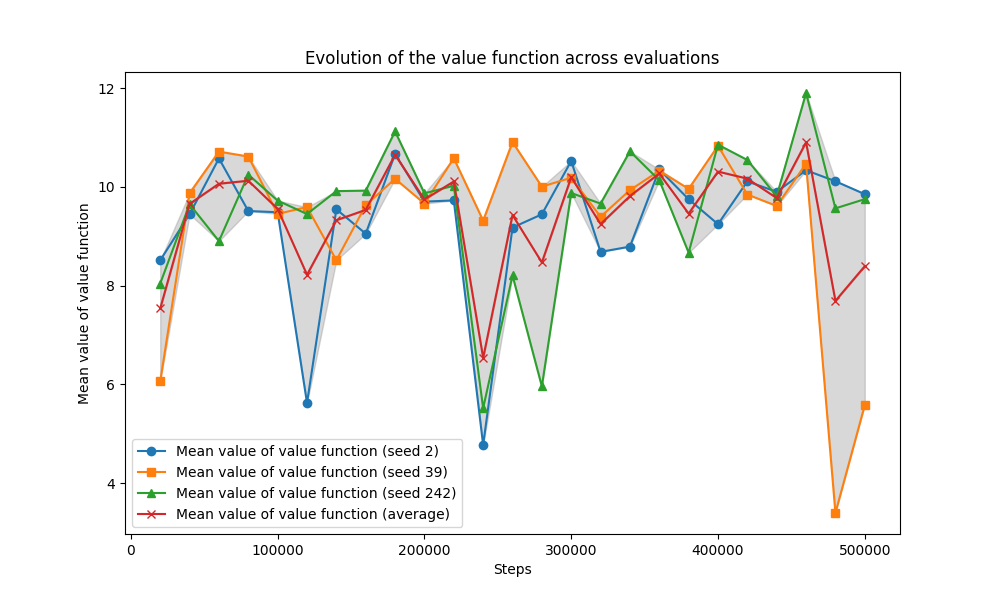 Evolution of the value function across evaluations
Mean value of value function
12
10
8
6
4
Mean value of value function (seed 2)
Mean value of value function (seed 39)
Mean value of value function (seed 242)
Mean value of value function (average)
0
100000
200000
300000
400000
500000
Steps